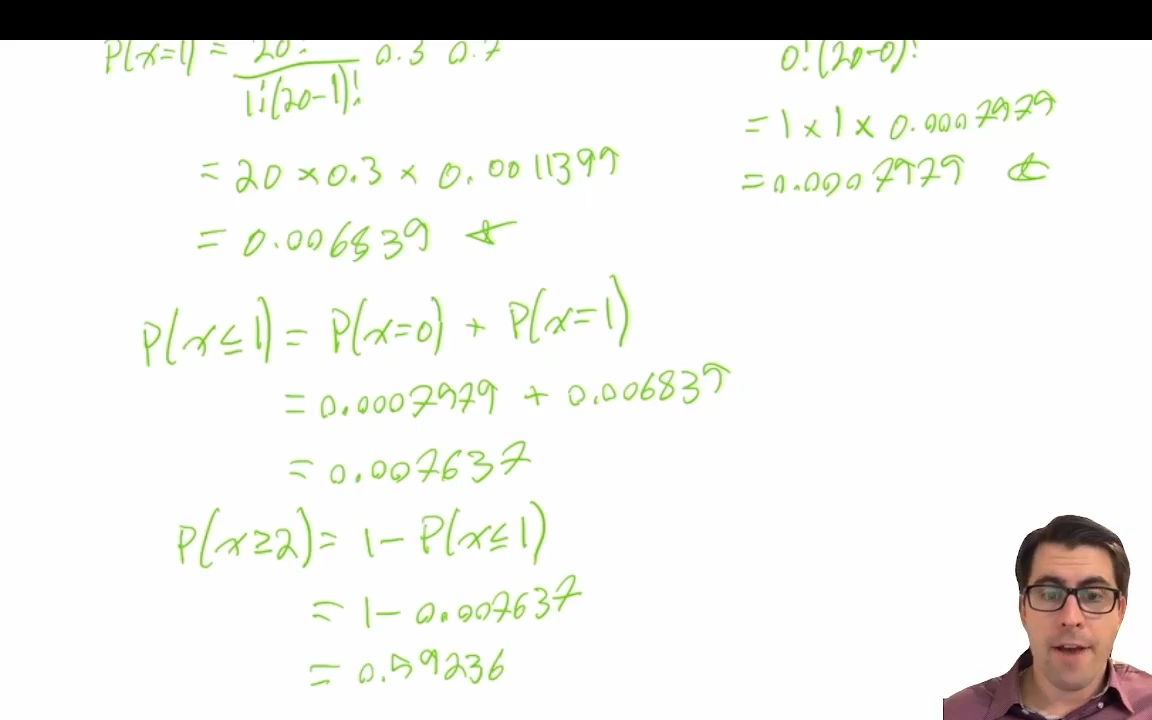 P(x=1) = 20! 0.3 0.7
1!(20-1)!
= 20 × 0.3 × 0.0011399
= 0.006839
0!(20-0)!
= 1 × 1 × 0.0007979
= 0.0007979
P(x≤1) = P(x=0) + P(x=1)
= 0.0007979 + 0.006839
= 0.007637
P(x≥2) = 1 - P(x≤1)
= 1 - 0.007637
= 0.99236